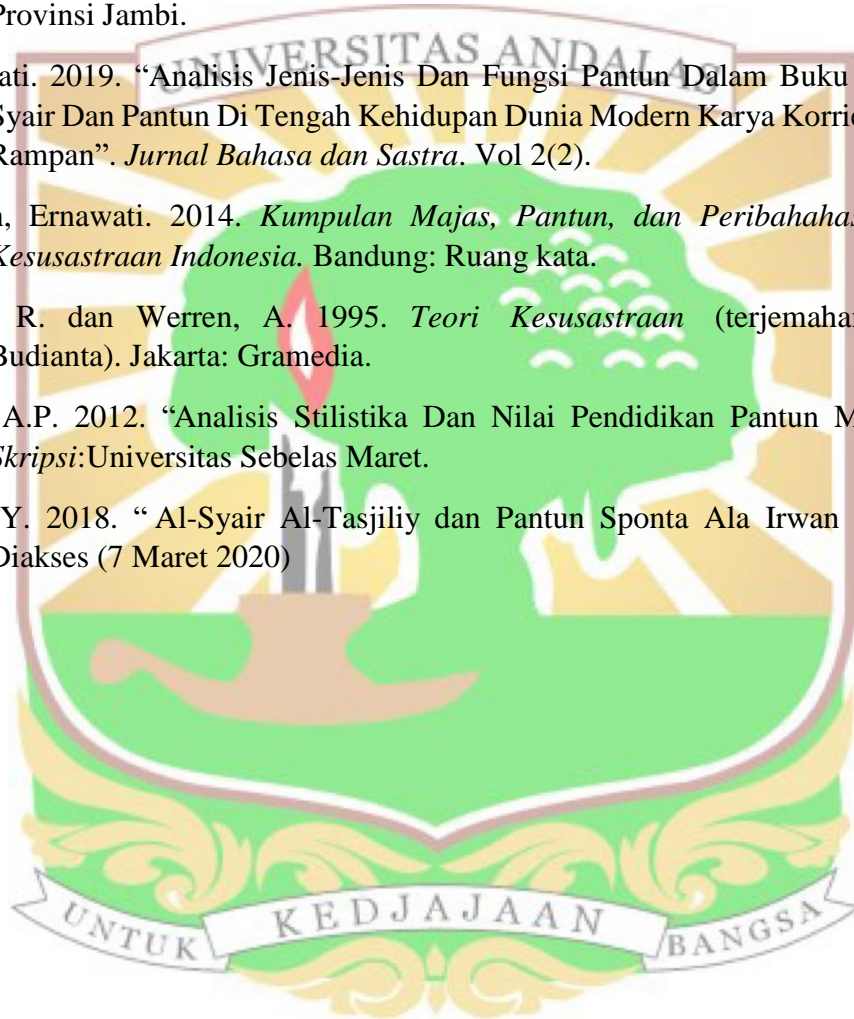 Provinsi Jambi.
UNIVERSITAS ANDALAS
ati. 2019. “Analisis Jenis-Jenis Dan Fungsi Pantun Dalam Buku
Syair Dan Pantun Di Tengah Kehidupan Dunia Modern Karya Korrie
Rampan”. Jurnal Bahasa dan Sastra. Vol 2(2).
, Ernawati. 2014. Kumpulan Majas, Pantun, dan Peribahahas
Kesusastraan Indonesia. Bandung: Ruang kata.
R. dan Werren, A. 1995. Teori Kesusastraan (terjemahan
Budianta). Jakarta: Gramedia.
A.P. 2012. “Analisis Stilistika Dan Nilai Pendidikan Pantun M
Skripsi:Universitas Sebelas Maret.
Y. 2018. “ Al-Syair Al-Tasjiliy dan Pantun Sponta Ala Irwan
Diakses (7 Maret 2020)
UNTUK KEDJAJAAN BANGSA